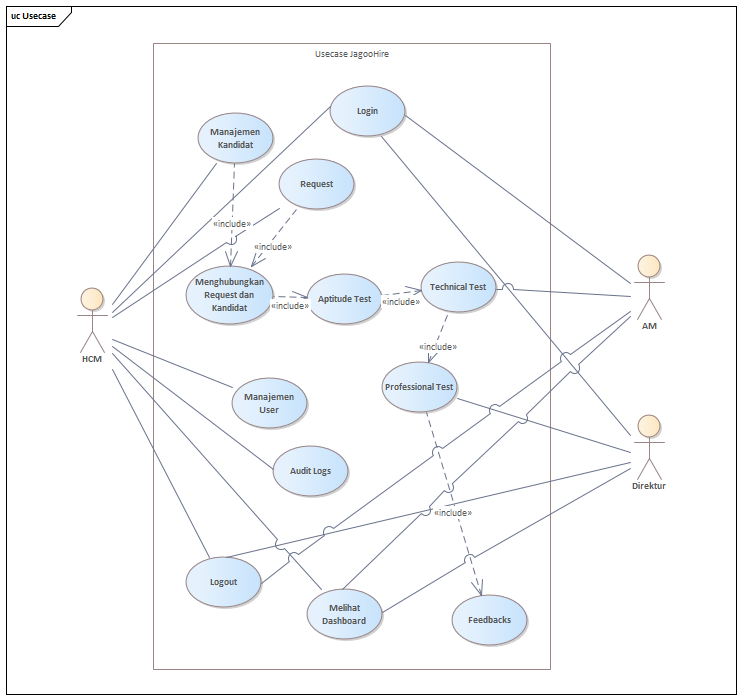 uc Usecase
Usecase JagooHire
Login
Manajemen
Kandidat
Request
«include»
«include»
Menghubungkan
Request dan
Kandidat
«include»
Aptitude Test
«include»
Technical Test
HCM
AM
«include»
Professional Test
Manajemen
User
Audit Logs
Direktur
«include»
Logout
Melihat
Dashboard
Feedbacks